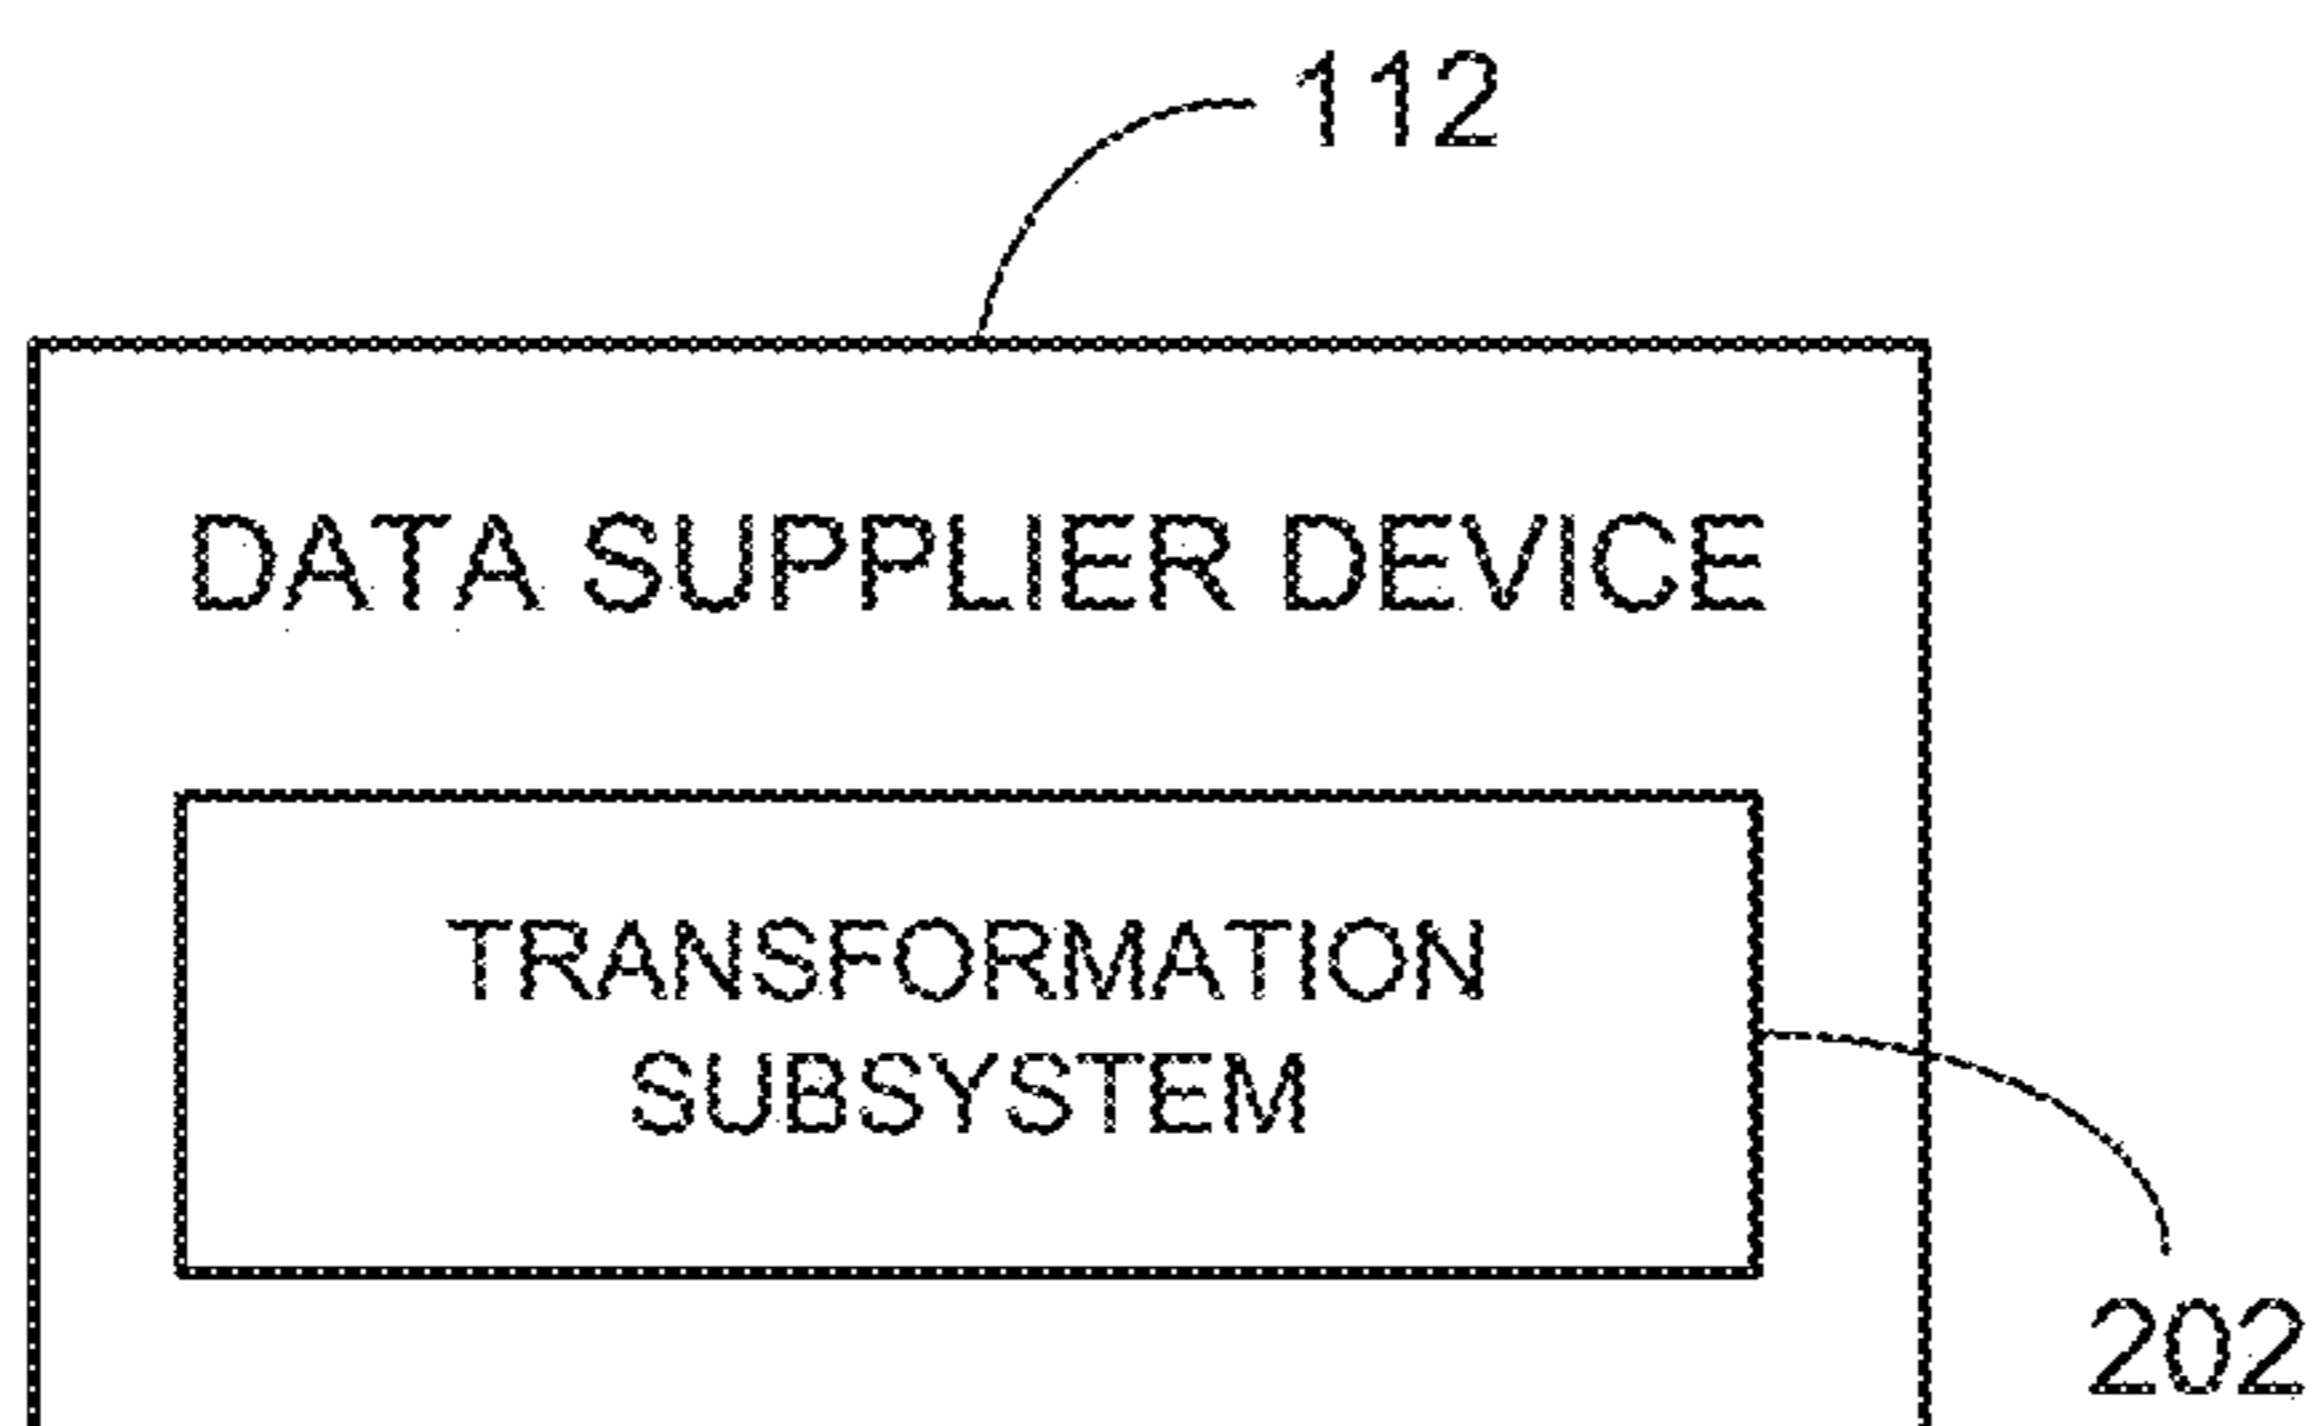 112
DATA SUPPLIER DEVICE
TRANSFORMATION
SUBSYSTEM
202